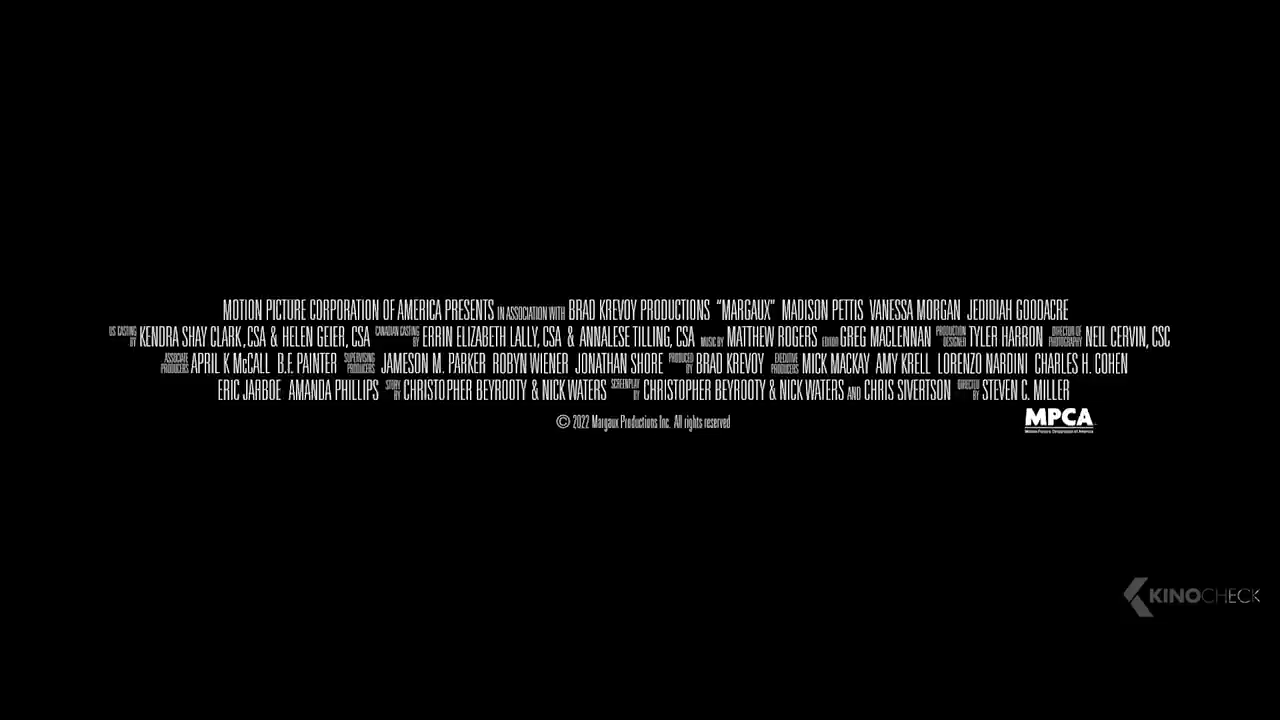 MOTION PICTURE CORPORATION OF AMERICA PRESENTS IN ASSOCIATION WITH BRAD KREVOY PRODUCTIONS “MARGAUX” MADISON PETTIS VANESSA MORGAN JEDIDIAH GOODACRE
US CASTING BY KENDRA SHAY CLARK, CSA & HELEN GEIER, CSA CANADIAN CASTING BY ERRIN ELIZABETH LALLY, CSA & ANNALESE TILLING, CSA MUSIC BY MATTHEW ROGERS EDITOR GREG MACLENNAN PRODUCTION DESIGNER TYLER HARRON DIRECTOR OF PHOTOGRAPHY NEIL CERVIN, CSC
ASSOCIATE PRODUCERS APRIL K McCALL B.F. PAINTER SUPERVISING PRODUCERS JAMESON M. PARKER ROBYN WIENER JONATHAN SHORE PRODUCED BY BRAD KREVOY EXECUTIVE PRODUCERS MICK MACKAY AMY KRELL LORENZO NARDINI CHARLES H. COHEN
ERIC JARBOE AMANDA PHILLIPS STORY BY CHRISTOPHER BEYROOTY & NICK WATERS SCREENPLAY BY CHRISTOPHER BEYROOTY & NICK WATERS AND CHRIS SIVERTSON DIRECTED BY STEVEN C. MILLER
© 2022 Margaux Productions Inc. All rights reserved
MPCA
Motion Picture Corporation of America
KINOCHECK